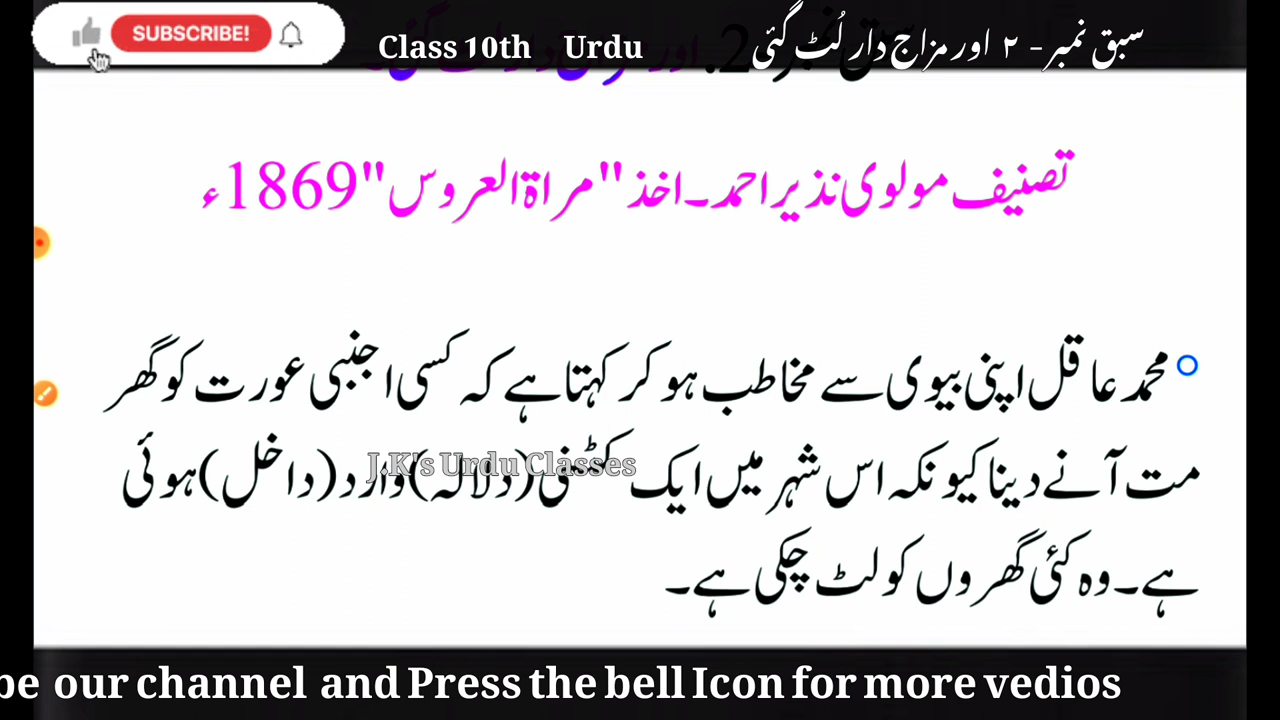 SUBSCRIBE!
Class 10th Urdu
سبق نمبر - ۲ اور مزاج دار لُٹ گئی
تصنیف مولوی نذیر احمد۔ اخذ "مراۃ العروس" 1869ء
محمد عاقل اپنی بیوی سے مخاطب ہو کر کہتا ہے کہ کسی اجنبی عورت کو گھر
مت آنے دینا کیونکہ اس شہر میں ایک کٹنی (دلالہ) وارد (داخل) ہوئی
J.K's Urdu Classes
ہے۔ وہ کئی گھروں کو لٹ چکی ہے۔
be our channel and Press the bell Icon for more vedios